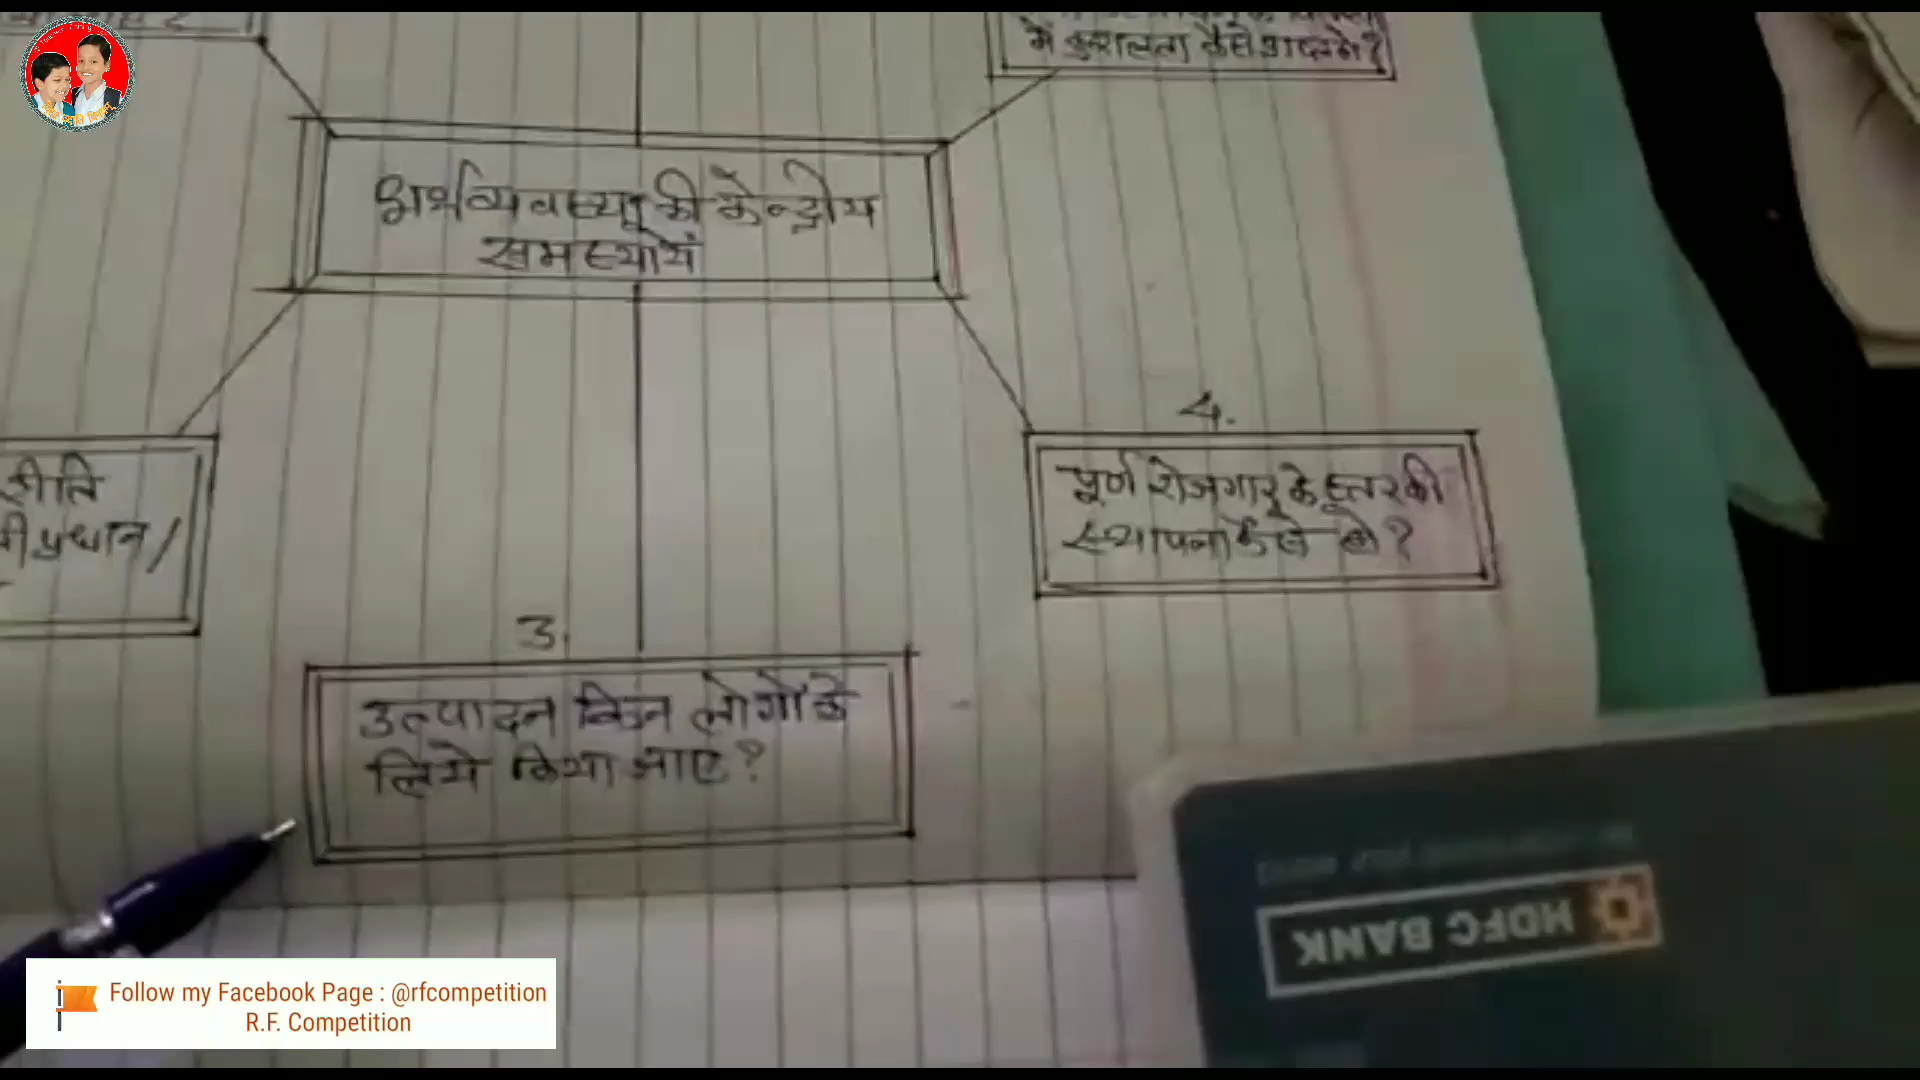 में कुशलता कैसे प्राप्त की?
अर्थव्यवस्था की केन्द्रीय
समस्यायें
4.
पूर्ण रोजगार के स्तर की
स्थापना कैसे हो?
रीति
प्रधान/
3.
उत्पादन किन लोगों के
लिये किया जाए?
HDFC BANK
Follow my Facebook Page : @rfcompetition
R.F. Competition